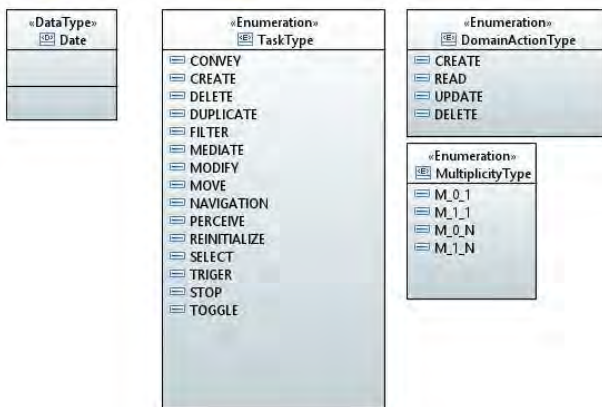 «DataType»
Date
«Enumeration»
TaskType
CONVEY
CREATE
DELETE
DUPLICATE
FILTER
MEDIATE
MODIFY
MOVE
NAVIGATION
PERCEIVE
REINITIALIZE
SELECT
TRIGER
STOP
TOGGLE
«Enumeration»
DomainActionType
CREATE
READ
UPDATE
DELETE
«Enumeration»
MultiplicityType
M_0_1
M_1_1
M_0_N
M_1_N